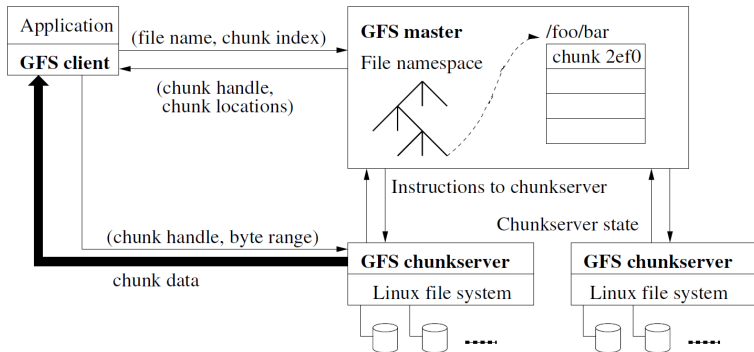 Application
GFS client
(file name, chunk index)
(chunk handle,
chunk locations)
GFS master
File namespace
/foo/bar
chunk 2ef0
Instructions to chunkserver
Chunkserver state
(chunk handle, byte range)
chunk data
GFS chunkserver
Linux file system
GFS chunkserver
Linux file system